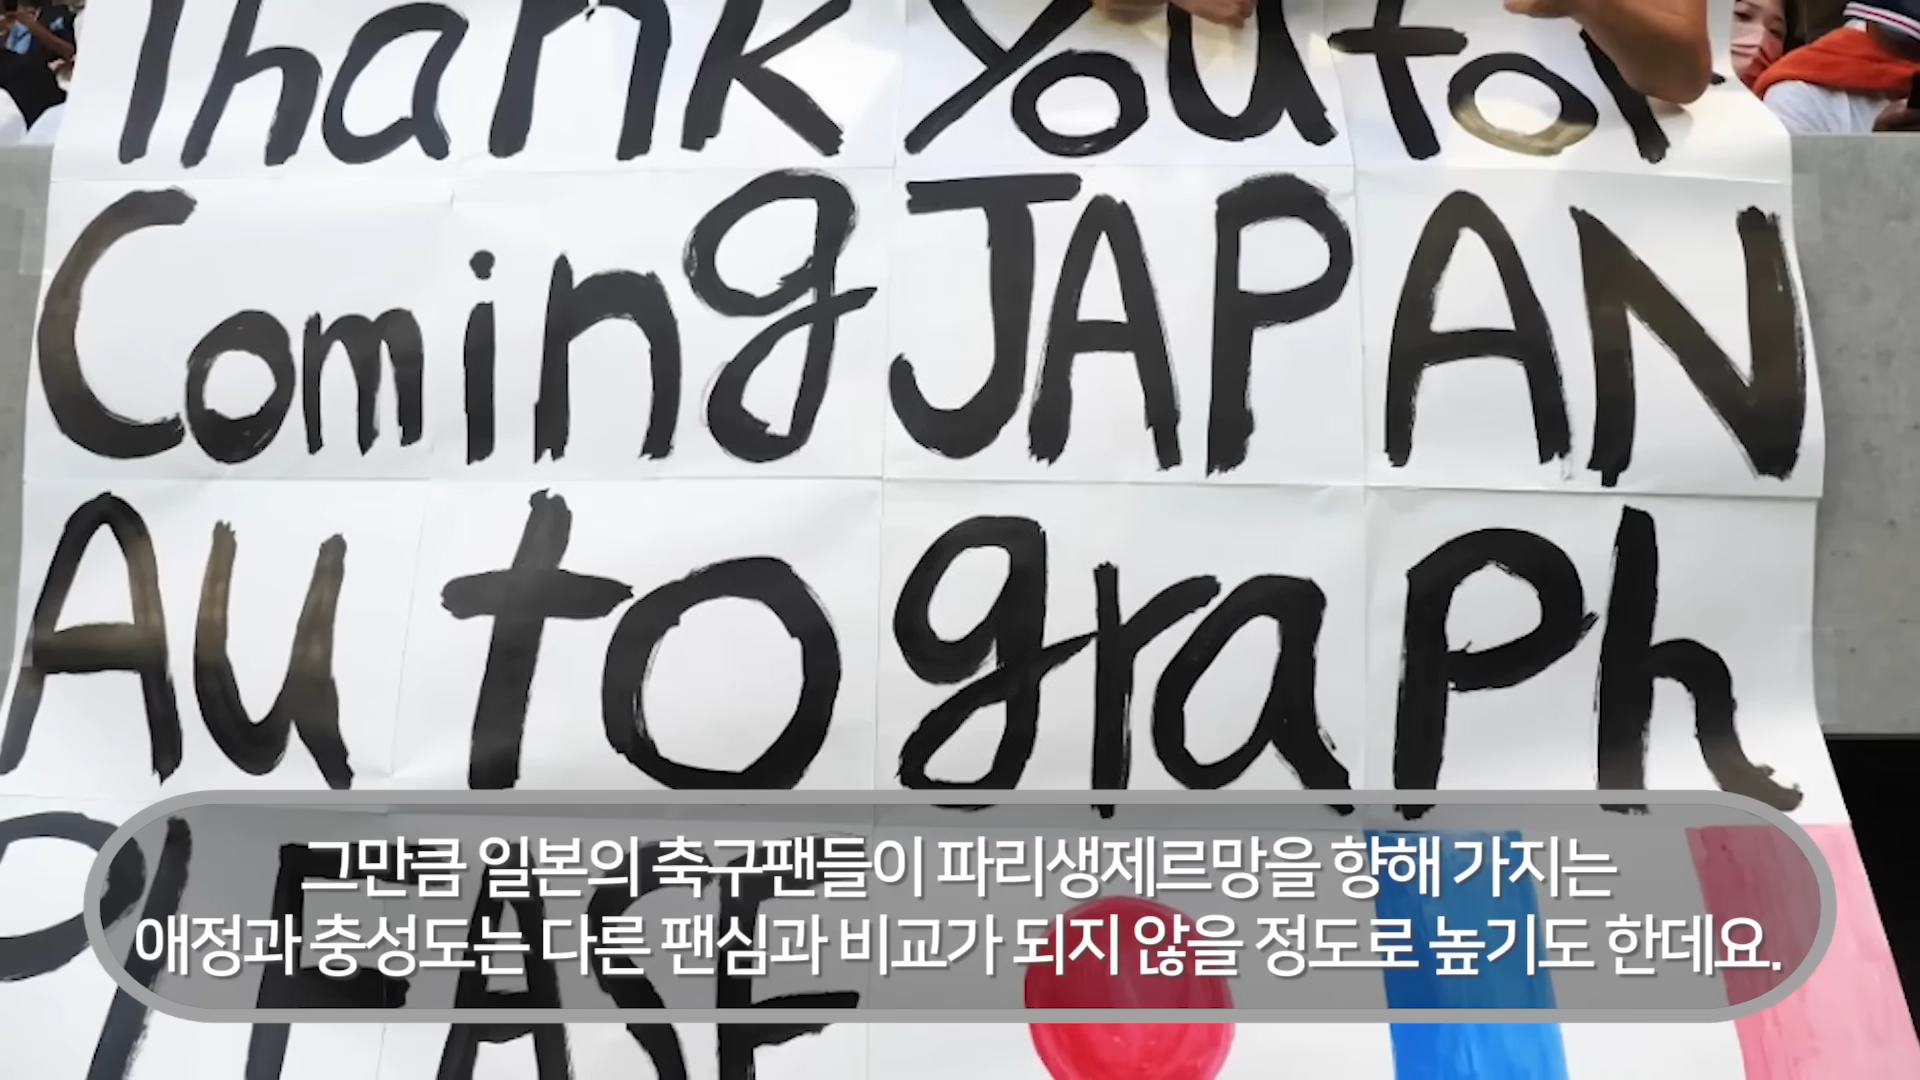 Thank You for
Coming JAPAN
AUtograph
PlEASE
그만큼 일본의 축구팬들이 파리생제르망을 향해 가지는
애정과 충성도는 다른 팬심과 비교가 되지 않을 정도로 높기도 한데요.